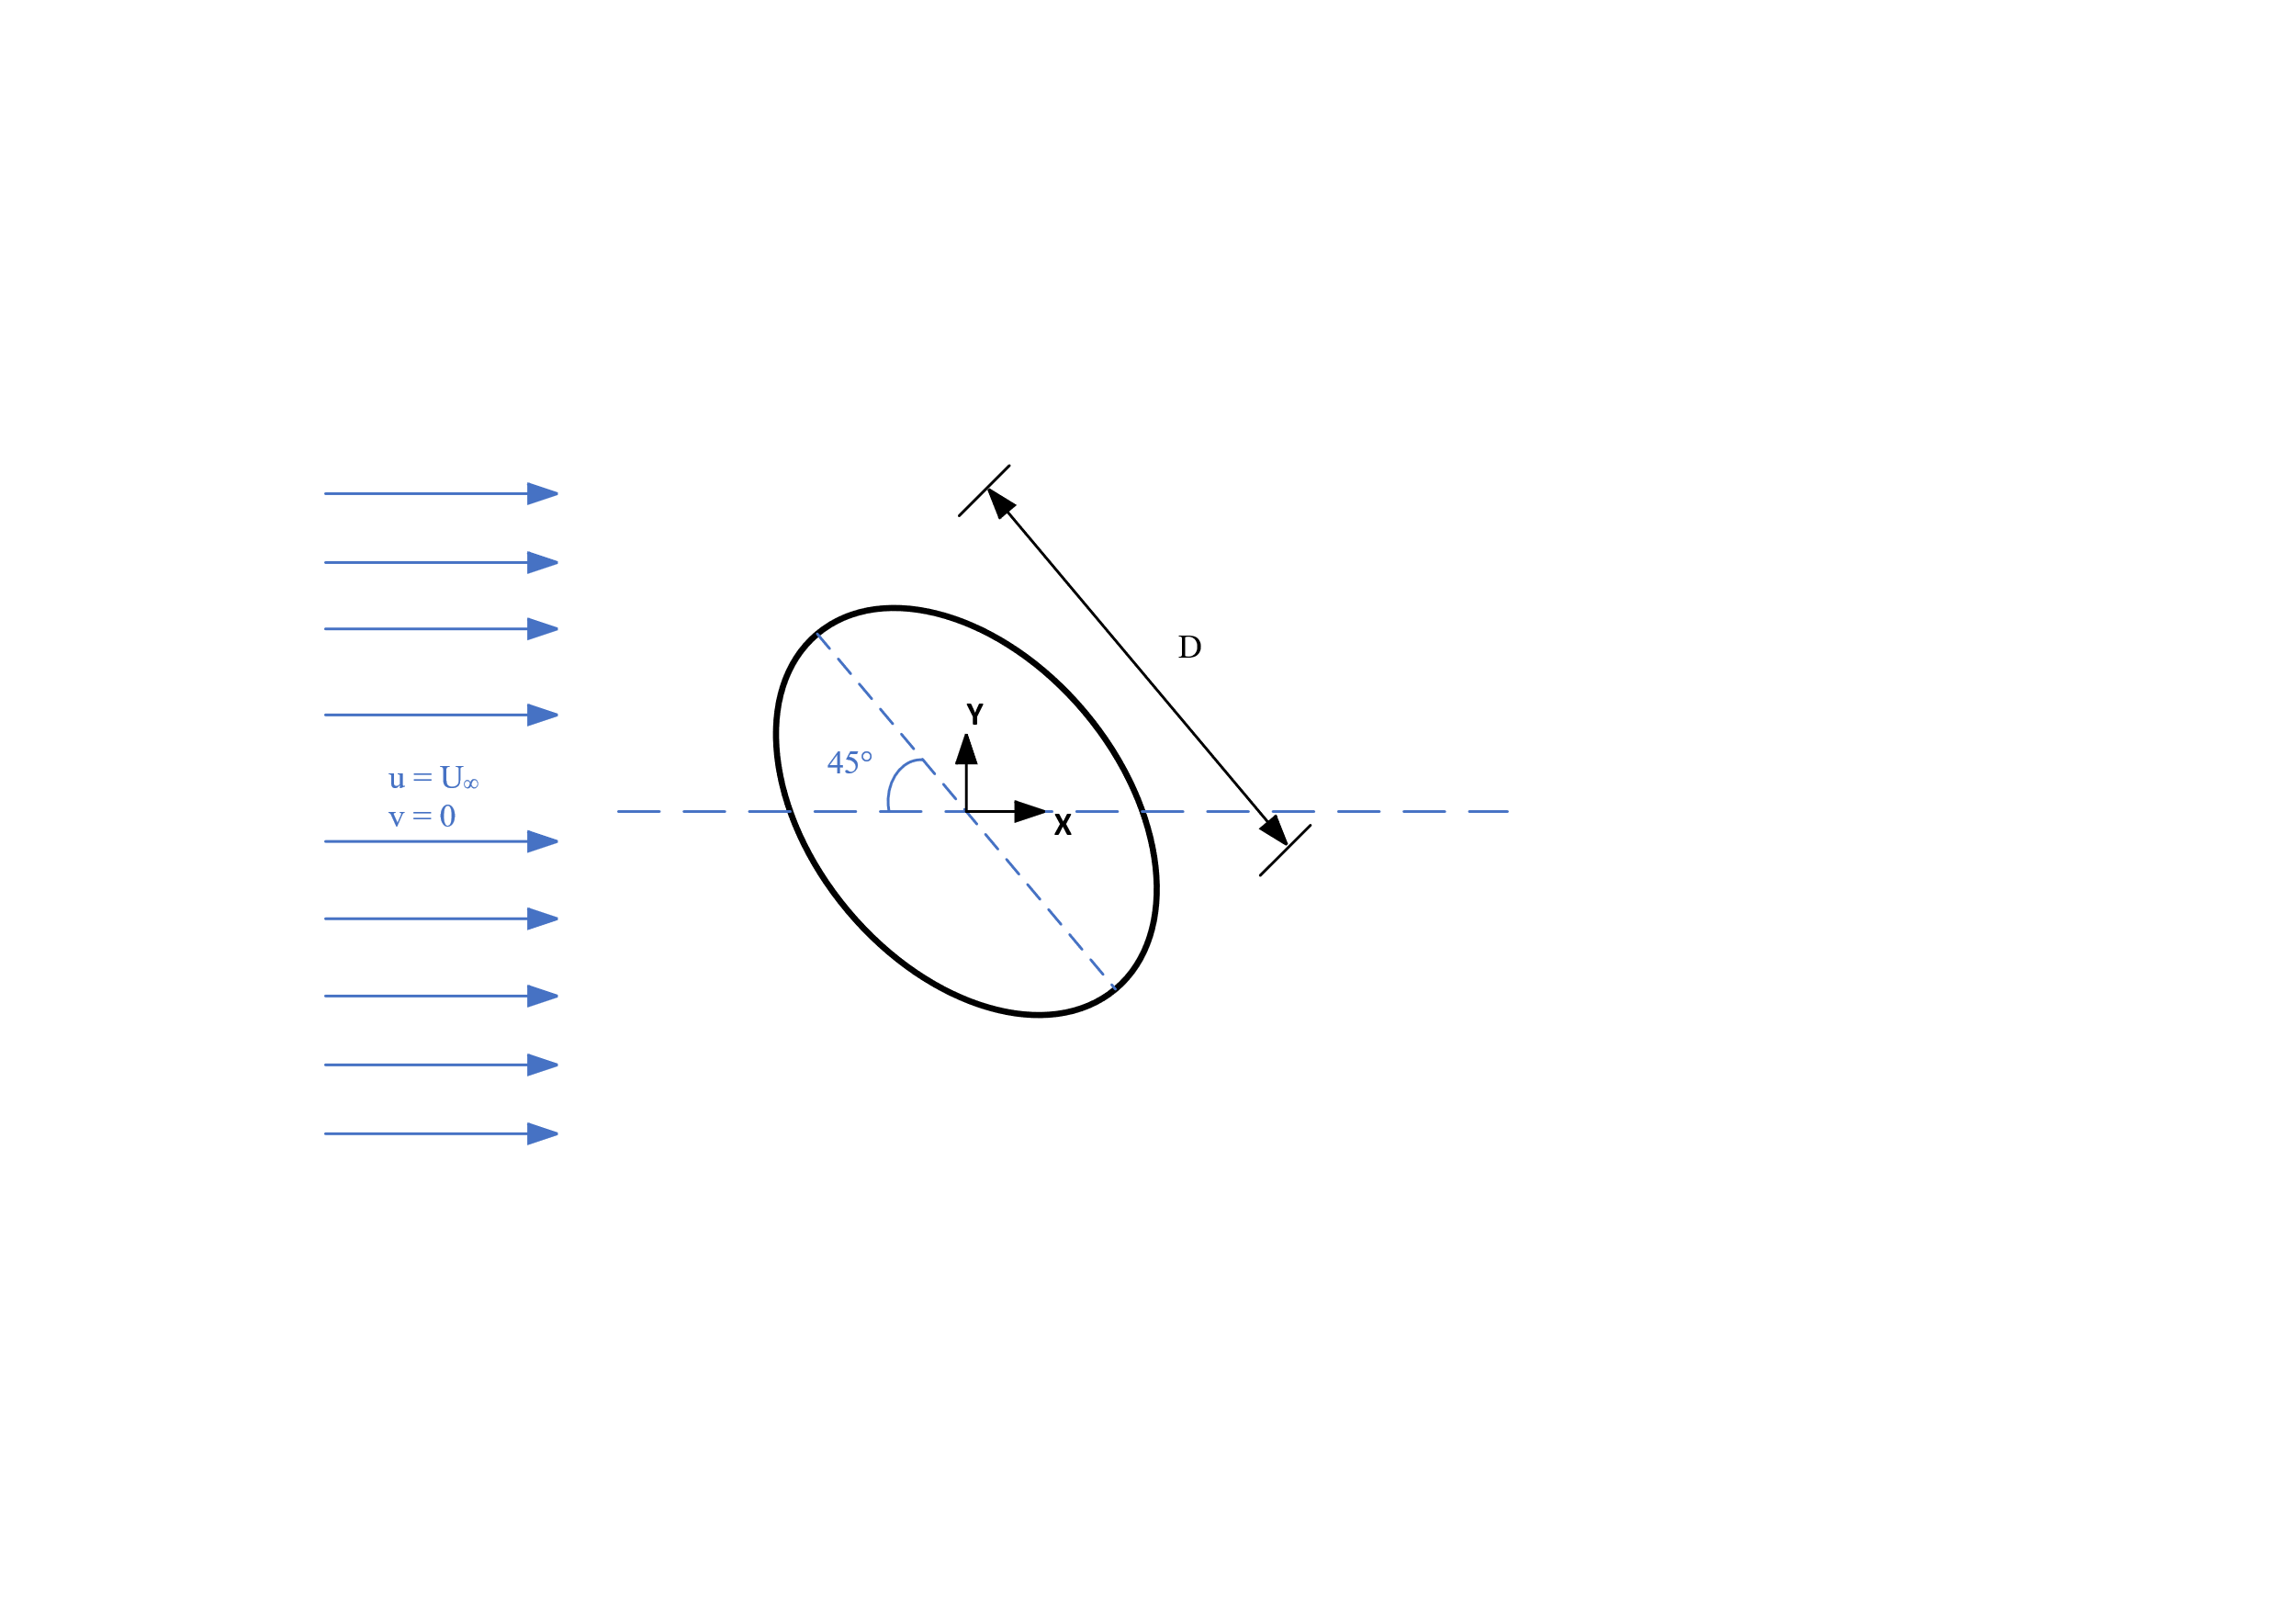 D
Y
45°
u = U∞
v = 0
X